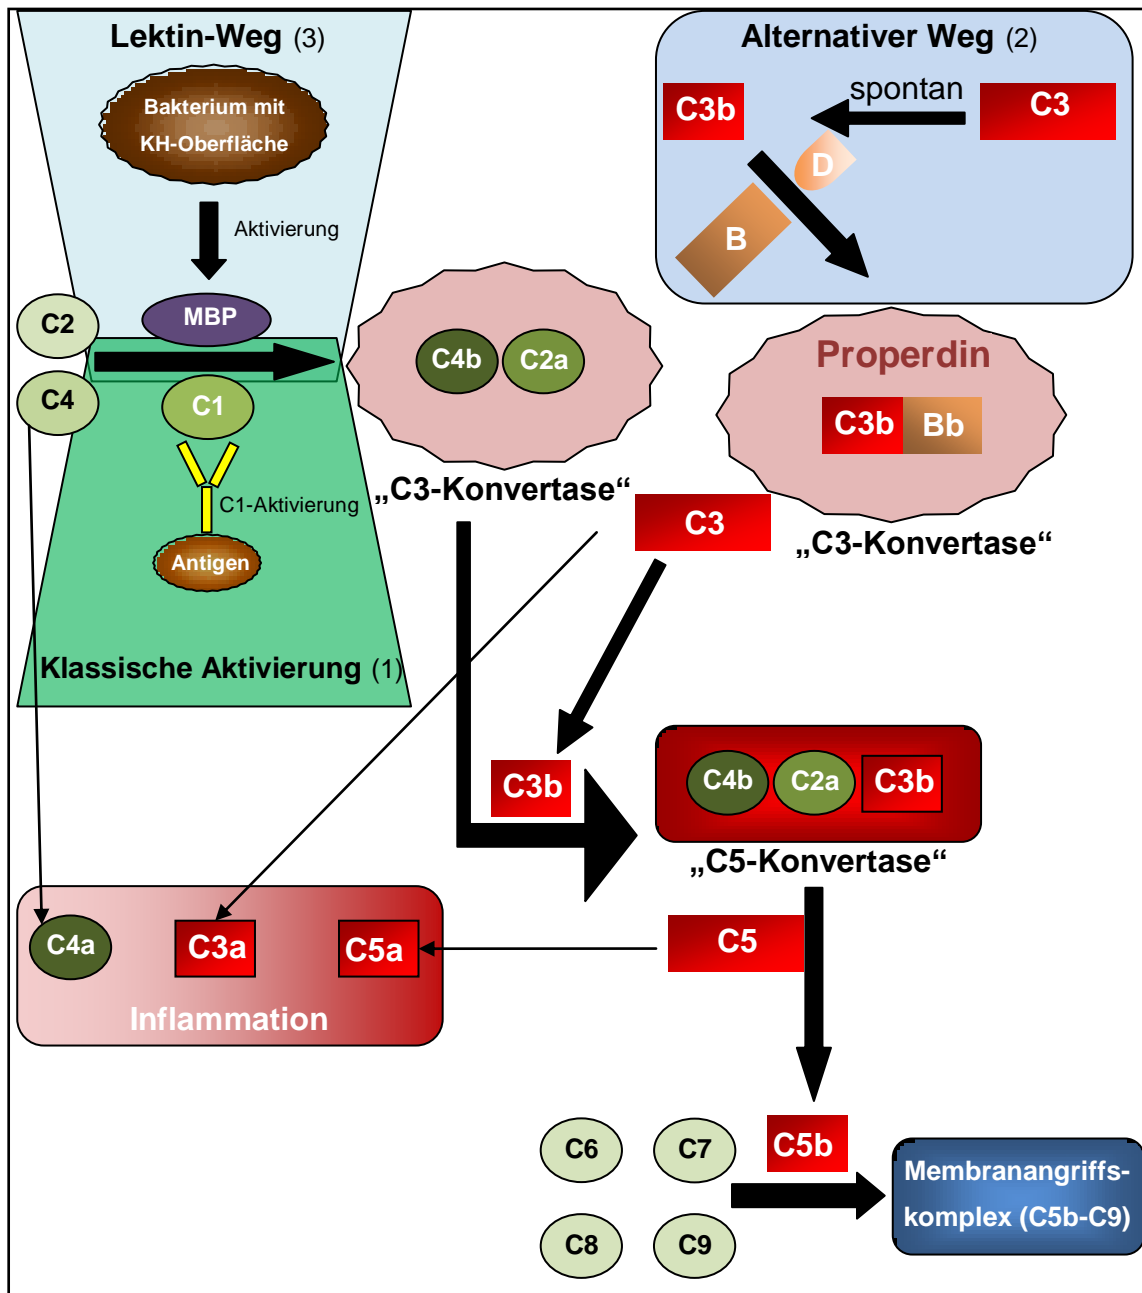 Lektin-Weg (3)
Bakterium mit
KH-Oberfläche
Aktivierung
MBP
C2
C4
C1
C1-Aktivierung
Antigen
Klassische Aktivierung (1)
Alternativer Weg (2)
C3b
spontan
C3
D
B
C4b
C2a
„C3-Konvertase“
Properdin
C3b
Bb
„C3-Konvertase“
C3
C3b
C4b
C2a
C3b
„C5-Konvertase“
C4a
C3a
C5a
Inflammation
C5
C5b
C6
C7
C8
C9
Membranangriffs-
komplex (C5b-C9)